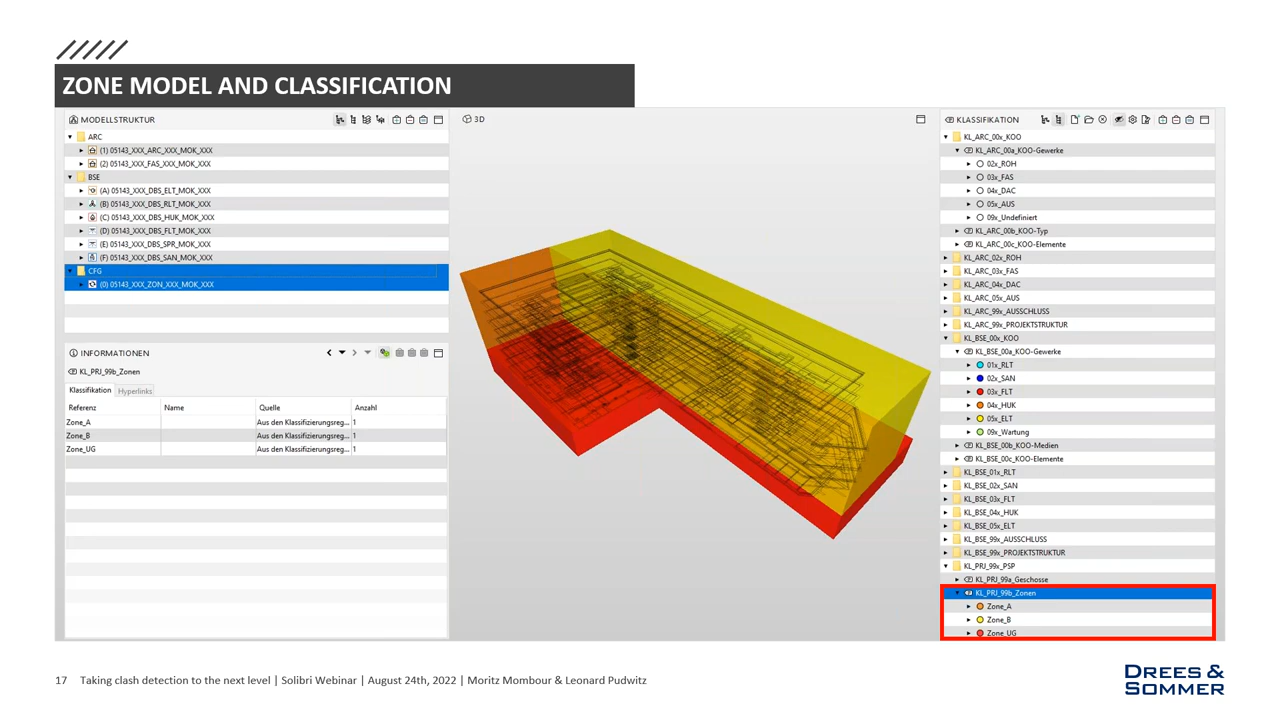 ZONE MODEL AND CLASSIFICATION
MODELLSTRUKTUR
ARC
(1) 05143_XXX_ARC_XXX_MOK_XXX
(2) 05143_XXX_FAS_XXX_MOK_XXX
BSE
(A) 05143_XXX_DBS_ELT_MOK_XXX
(B) 05143_XXX_DBS_RLT_MOK_XXX
(C) 05143_XXX_DBS_HUK_MOK_XXX
(D) 05143_XXX_DBS_FLT_MOK_XXX
(E) 05143_XXX_DBS_SPR_MOK_XXX
(F) 05143_XXX_DBS_SAN_MOK_XXX
CFG
(0) 05143_XXX_ZON_XXX_MOK_XXX
INFORMATIONEN
KL_PRJ_99b_Zonen
Klassifikation Hyperlinks
Referenz Name Quelle Anzahl
Zone_A Aus den Klassifizierungsreg... 1
Zone_B Aus den Klassifizierungsreg... 1
Zone_UG Aus den Klassifizierungsreg... 1
3D
KLASSIFIKATION
KL_ARC_00x_KOO
KL_ARC_00a_KOO-Gewerke
02x_ROH
03x_FAS
04x_DAC
05x_AUS
09x_Undefiniert
KL_ARC_00b_KOO-Typ
KL_ARC_00c_KOO-Elemente
KL_ARC_02x_ROH
KL_ARC_03x_FAS
KL_ARC_04x_DAC
KL_ARC_05x_AUS
KL_ARC_99x_AUSSCHLUSS
KL_ARC_99x_PROJEKTSTRUKTUR
KL_BSE_00x_KOO
KL_BSE_00a_KOO-Gewerke
01x_RLT
02x_SAN
03x_FLT
04x_HUK
05x_ELT
09x_Wartung
KL_BSE_00b_KOO-Medien
KL_BSE_00c_KOO-Elemente
KL_BSE_01x_RLT
KL_BSE_02x_SAN
KL_BSE_03x_FLT
KL_BSE_04x_HUK
KL_BSE_05x_ELT
KL_BSE_99x_AUSSCHLUSS
KL_BSE_99x_PROJEKTSTRUKTUR
KL_PRJ_99x_PSP
KL_PRJ_99a_Geschosse
KL_PRJ_99b_Zonen
Zone_A
Zone_B
Zone_UG
17 Taking clash detection to the next level | Solibri Webinar | August 24th, 2022 | Moritz Mombour & Leonard Pudwitz
DREES &
SOMMER